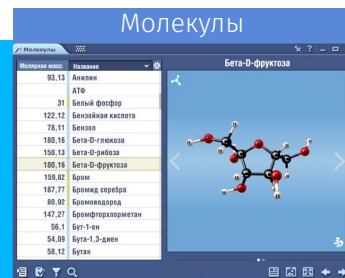 Молекулы
Молекулы
Молярная масс Название
Бета-D-фруктоза
93,13 Анилин
АТФ
31 Белый фосфор
122,12 Бензойная кислота
78,11 Бензол
180,16 Бета-D-глюкоза
150,13 Бета-D-рибоза
180,16 Бета-D-фруктоза
159,82 Бром
187,77 Бромид серебра
80,92 Бромоводород
147,27 Бромфторхлорметан
56,1 Бут-1-ен
54,09 Бута-1,3-диен
58,12 Бутан